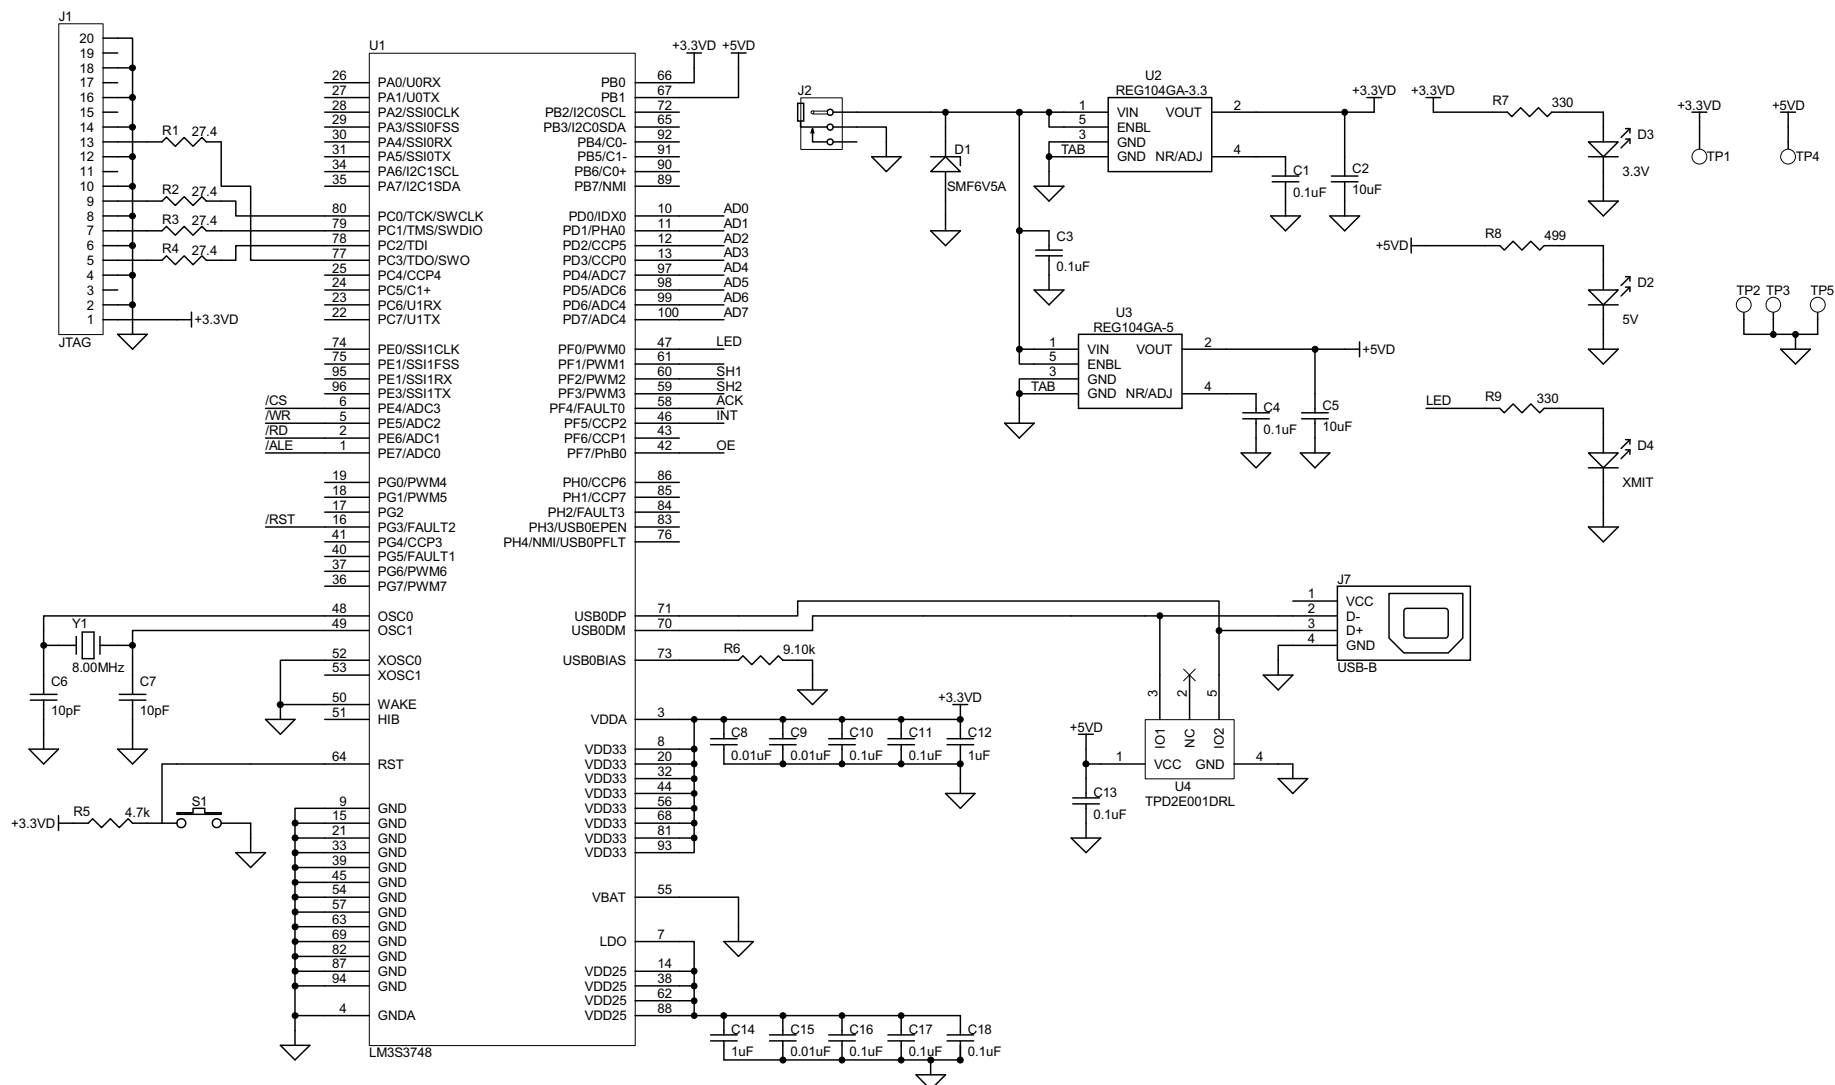 J1
20
19
18
17
16
15
14
13
12
11
10
9
8
7
6
5
4
3
2
1
JTAG
R1 27.4
R2 27.4
R3 27.4
R4 27.4
+3.3VD
U1
26 PA0/U0RX
27 PA1/U0TX
28 PA2/SSI0CLK
29 PA3/SSI0FSS
30 PA4/SSI0RX
31 PA5/SSI0TX
34 PA6/I2C1SCL
35 PA7/I2C1SDA
80 PC0/TCK/SWCLK
79 PC1/TMS/SWDIO
78 PC2/TDI
77 PC3/TDO/SWO
25 PC4/CCP4
24 PC5/C1+
23 PC6/U1RX
22 PC7/U1TX
74 PE0/SSI1CLK
75 PE1/SSI1FSS
95 PE1/SSI1RX
96 PE3/SSI1TX
/CS 6 PE4/ADC3
/WR 5 PE5/ADC2
/RD 2 PE6/ADC1
/ALE 1 PE7/ADC0
19 PG0/PWM4
18 PG1/PWM5
17 PG2
/RST 16 PG3/FAULT2
41 PG4/CCP3
40 PG5/FAULT1
37 PG6/PWM6
36 PG7/PWM7
48 OSC0
49 OSC1
Y1
8.00MHz
C6
10pF
C7
10pF
52 XOSC0
53 XOSC1
50 WAKE
51 HIB
64 RST
+3.3VD
R5 4.7k
S1
9 GND
15 GND
21 GND
33 GND
39 GND
45 GND
54 GND
57 GND
63 GND
69 GND
82 GND
87 GND
94 GND
4 GNDA
LM3S3748
+3.3VD +5VD
PB0 66
PB1 67
PB2/I2C0SCL 72
PB3/I2C0SDA 65
PB4/C0- 92
PB5/C1- 91
PB6/C0+ 90
PB7/NMI 89
PD0/IDX0 10 AD0
PD1/PHA0 11 AD1
PD2/CCP5 12 AD2
PD3/CCP0 13 AD3
PD4/ADC7 97 AD4
PD5/ADC6 98 AD5
PD6/ADC4 99 AD6
PD7/ADC4 100 AD7
PF0/PWM0 47 LED
PF1/PWM1 61
PF2/PWM2 60 SH1
PF3/PWM3 59 SH2
PF4/FAULT0 58 ACK
PF5/CCP2 46 INT
PF6/CCP1 43
PF7/PhB0 42 OE
PH0/CCP6 86
PH1/CCP7 85
PH2/FAULT3 84
PH3/USB0EPEN 83
PH4/NMI/USB0PFLT 76
USB0DP 71
USB0DM 70
USB0BIAS 73
R6 9.10k
VDDA 3
VDD33 8
VDD33 20
VDD33 32
VDD33 44
VDD33 56
VDD33 68
VDD33 81
VDD33 93
+3.3VD
C8
0.01uF
C9
0.01uF
C10
0.1uF
C11
0.1uF
C12
1uF
VBAT 55
LDO 7
VDD25 14
VDD25 38
VDD25 62
VDD25 88
C14
1uF
C15
0.01uF
C16
0.1uF
C17
0.1uF
C18
0.1uF
J2
D1
SMF6V5A
U2
REG104GA-3.3
1 VIN VOUT 2
5 ENBL
3 GND
TAB GND NR/ADJ 4
+3.3VD
C1
0.1uF
C2
10uF
C3
0.1uF
U3
REG104GA-5
1 VIN VOUT 2
5 ENBL
3 GND
TAB GND NR/ADJ 4
+5VD
C4
0.1uF
C5
10uF
+3.3VD R7 330
D3
3.3V
+5VD R8 499
D2
5V
LED R9 330
D4
XMIT
+3.3VD
TP1
+5VD
TP4
TP2 TP3 TP5
J7
1 VCC
2 D-
3 D+
4 GND
USB-B
3 2 5
IO1 NC IO2
+5VD
1 VCC GND 4
U4
TPD2E001DRL
C13
0.1uF